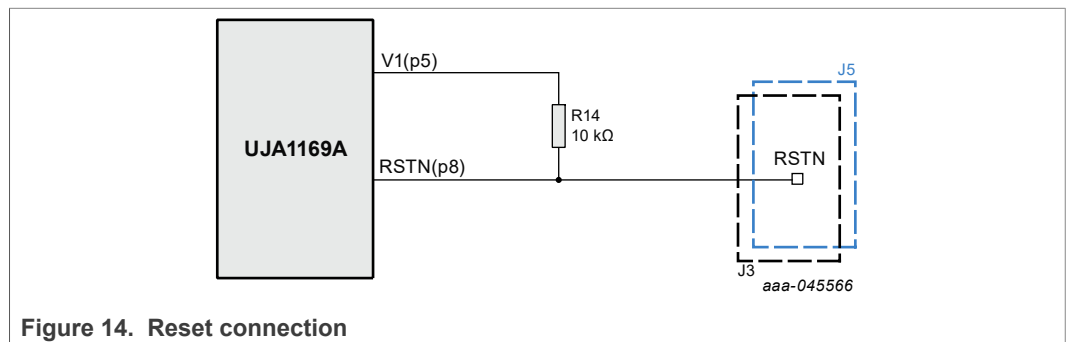 V1(p5)
J5
R14
10 kΩ
UJA1169A
RSTN
RSTN(p8)
J3
aaa-045566
Figure 14. Reset connection